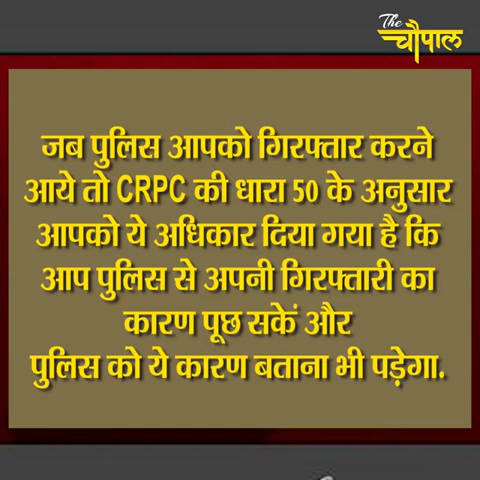 The
चौपाल
जब पुलिस आपको गिरफ्तार करने
आये तो CRPC की धारा 50 के अनुसार
आपको ये अधिकार दिया गया है कि
आप पुलिस से अपनी गिरफ्तारी का
कारण पूछ सकें और
पुलिस को ये कारण बताना भी पड़ेगा.